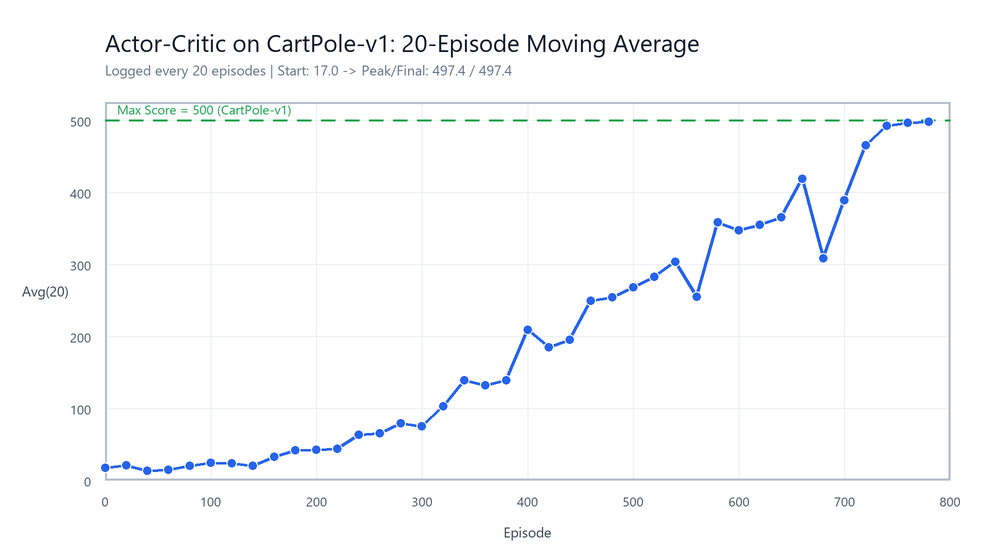 Actor-Critic on CartPole-v1: 20-Episode Moving Average
Logged every 20 episodes | Start: 17.0 -> Peak/Final: 497.4 / 497.4
Max Score = 500 (CartPole-v1)
500
400
300
Avg(20)
200
100
0
0 100 200 300 400 500 600 700 800
Episode